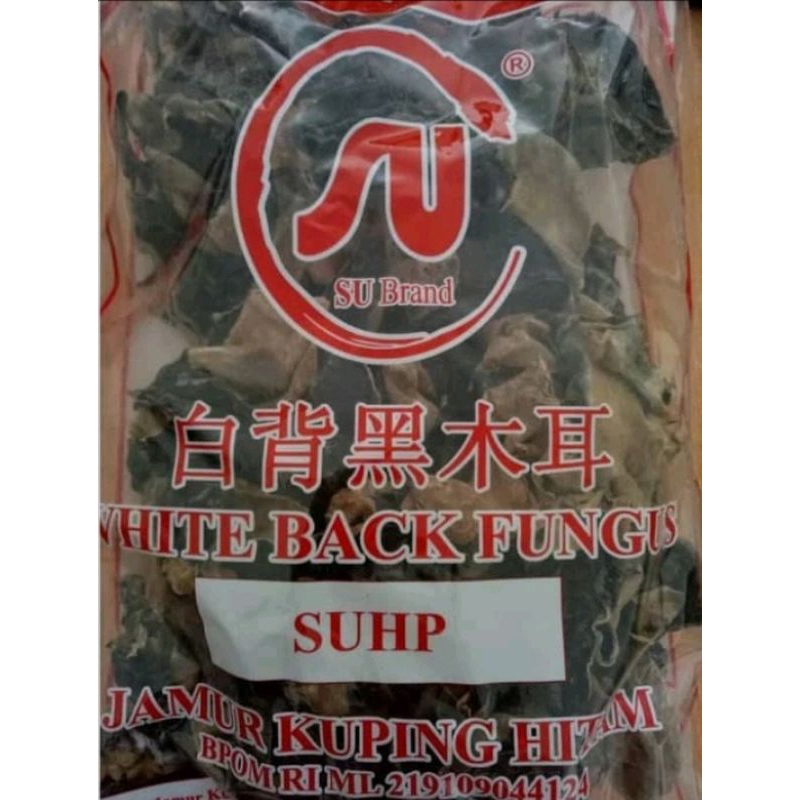 ®
SU Brand
白背黑木耳
WHITE BACK FUNGUS
SUHP
JAMUR KUPING HITAM
BPOM RI ML 219109044124